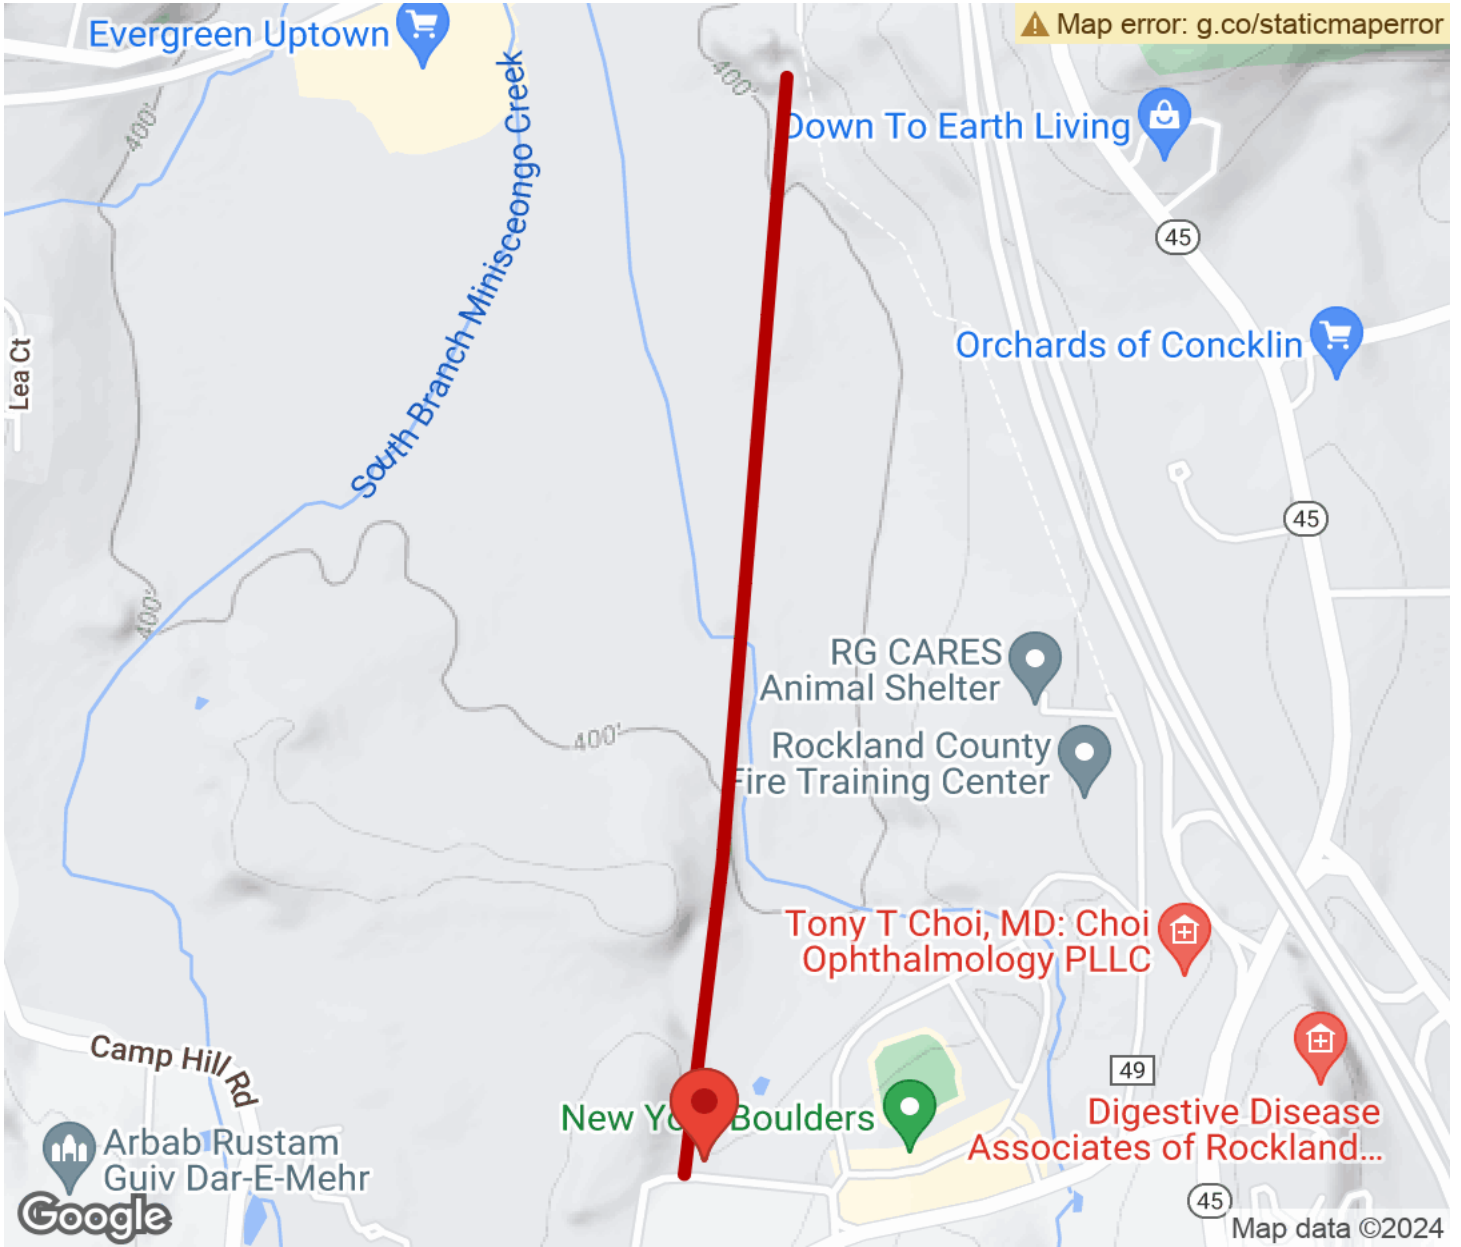 Evergreen Uptown
Map error: g.co/staticmaperror
400'
400'
South Branch Minisceongo Creek
Down To Earth Living
45
Lea Ct
Orchards of Concklin
45
400'
RG CARES
Animal Shelter
400'
Rockland County
Fire Training Center
Tony T Choi, MD: Choi
Ophthalmology PLLC
Camp Hill Rd
49
New York Boulders
Digestive Disease
Associates of Rockland...
Arbab Rustam
Guiv Dar-E-Mehr
45
Google
Map data ©2024